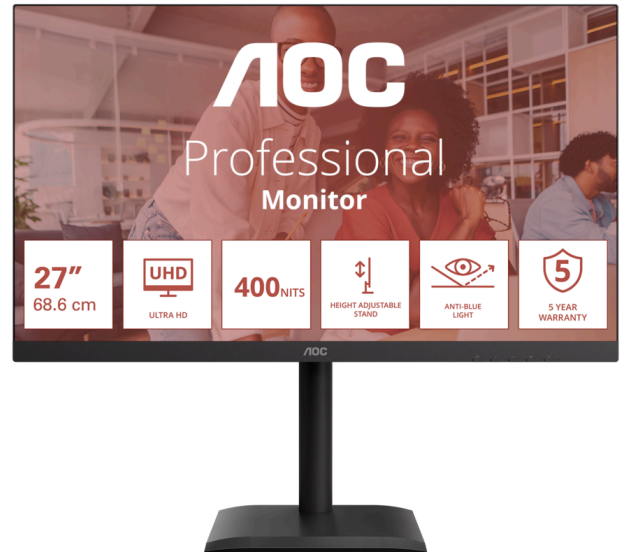 AOC
Professional
Monitor
27"
68.6 cm
UHD
ULTRA HD
400NITS
HEIGHT ADJUSTABLE
STAND
ANTI-BLUE
LIGHT
5
5 YEAR
WARRANTY
AOC